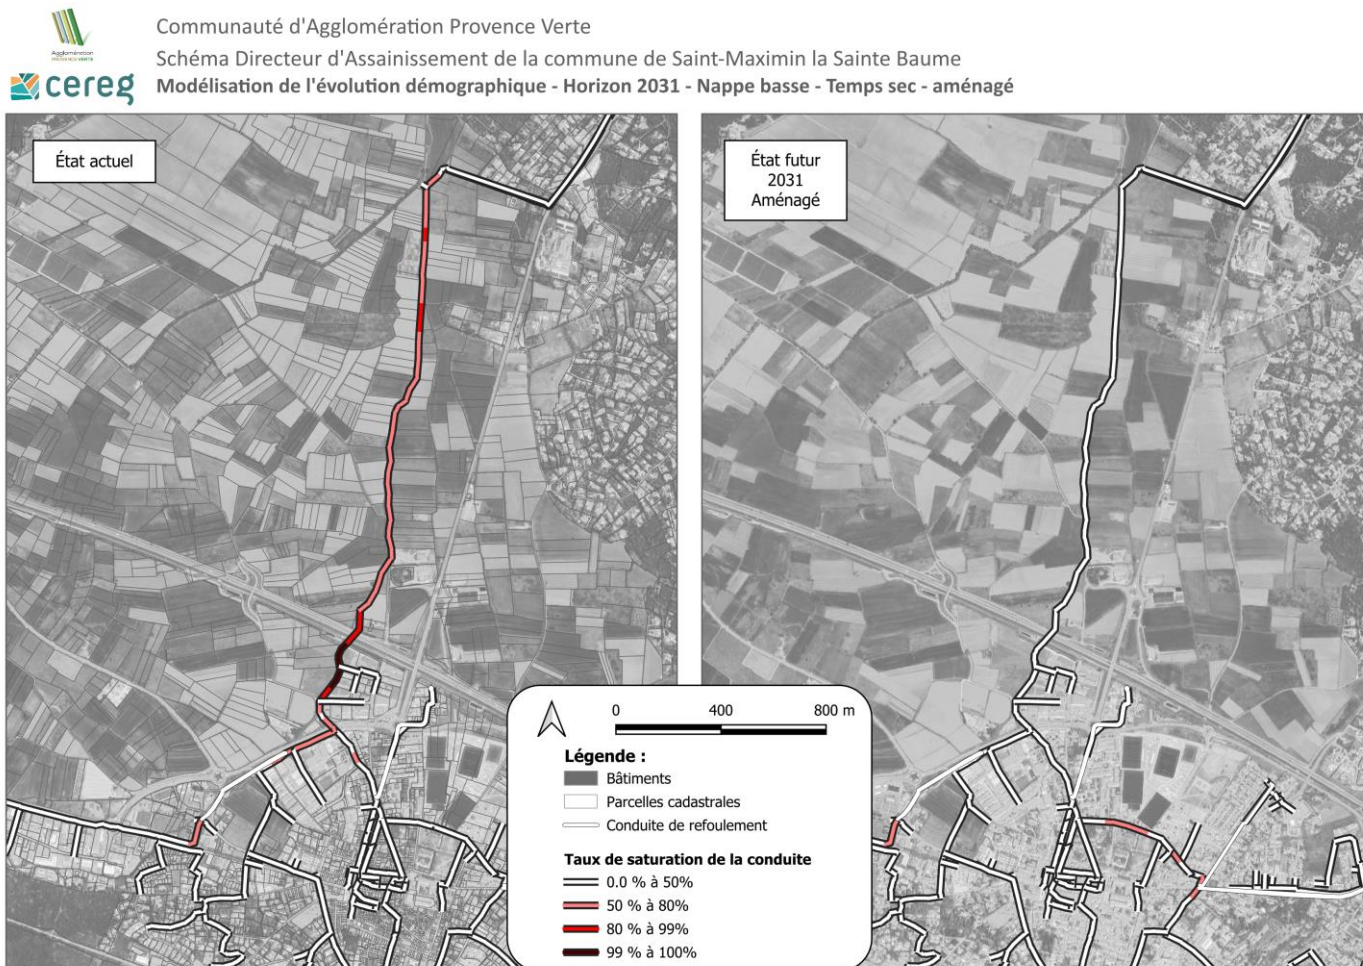 Agglomération
PROVENCE VERTE
cereg
Communauté d'Agglomération Provence Verte
Schéma Directeur d'Assainissement de la commune de Saint-Maximin la Sainte Baume
Modélisation de l'évolution démographique - Horizon 2031 - Nappe basse - Temps sec - aménagé
État actuel
État futur
2031
Aménagé
0 400 800 m
Légende :
Bâtiments
Parcelles cadastrales
Conduite de refoulement
Taux de saturation de la conduite
0.0 % à 50%
50 % à 80%
80 % à 99%
99 % à 100%